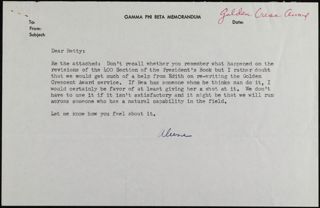 GAMMA PHI BETA MEMORANDUM
Golden Cresc. Award
To:
From:
Subject:
Date:
Dear Betty:
Re the attached: Don't recall whether you remember what happened on the
revisions of the 400 Section of the President's Book but I rather doubt
that we would get much of a help from Edith on re-writing the Golden
Crescent Award service. If Bea has someone whom he thinks can do it, I
would certainly be favor of at least giving her a shot at it. We don't
have to use it if it isn't satisfactory and it might be that we will run
across someone who has a natural capability in the field.
Let me know how you feel about it.